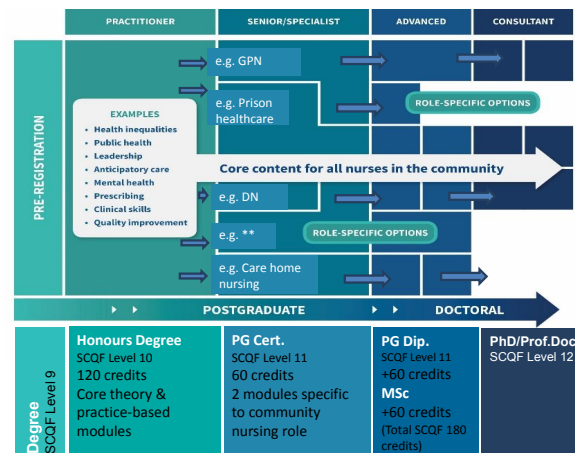 PRACTITIONER
SENIOR/SPECIALIST
ADVANCED
CONSULTANT
PRE-REGISTRATION
e.g. GPN
e.g. Prison
healthcare
ROLE-SPECIFIC OPTIONS
EXAMPLES
• Health inequalities
• Public health
• Leadership
• Anticipatory care
• Mental health
• Prescribing
• Clinical skills
• Quality improvement
Core content for all nurses in the community
e.g. DN
e.g. **
ROLE-SPECIFIC OPTIONS
e.g. Care home
nursing
POSTGRADUATE
DOCTORAL
Degree
SCQF Level 9
Honours Degree
SCQF Level 10
120 credits
Core theory &
practice-based
modules
PG Cert.
SCQF Level 11
60 credits
2 modules specific
to community
nursing role
PG Dip.
SCQF Level 11
+60 credits
MSc
+60 credits
(Total SCQF 180
credits)
PhD/Prof.Doc
SCQF Level 12